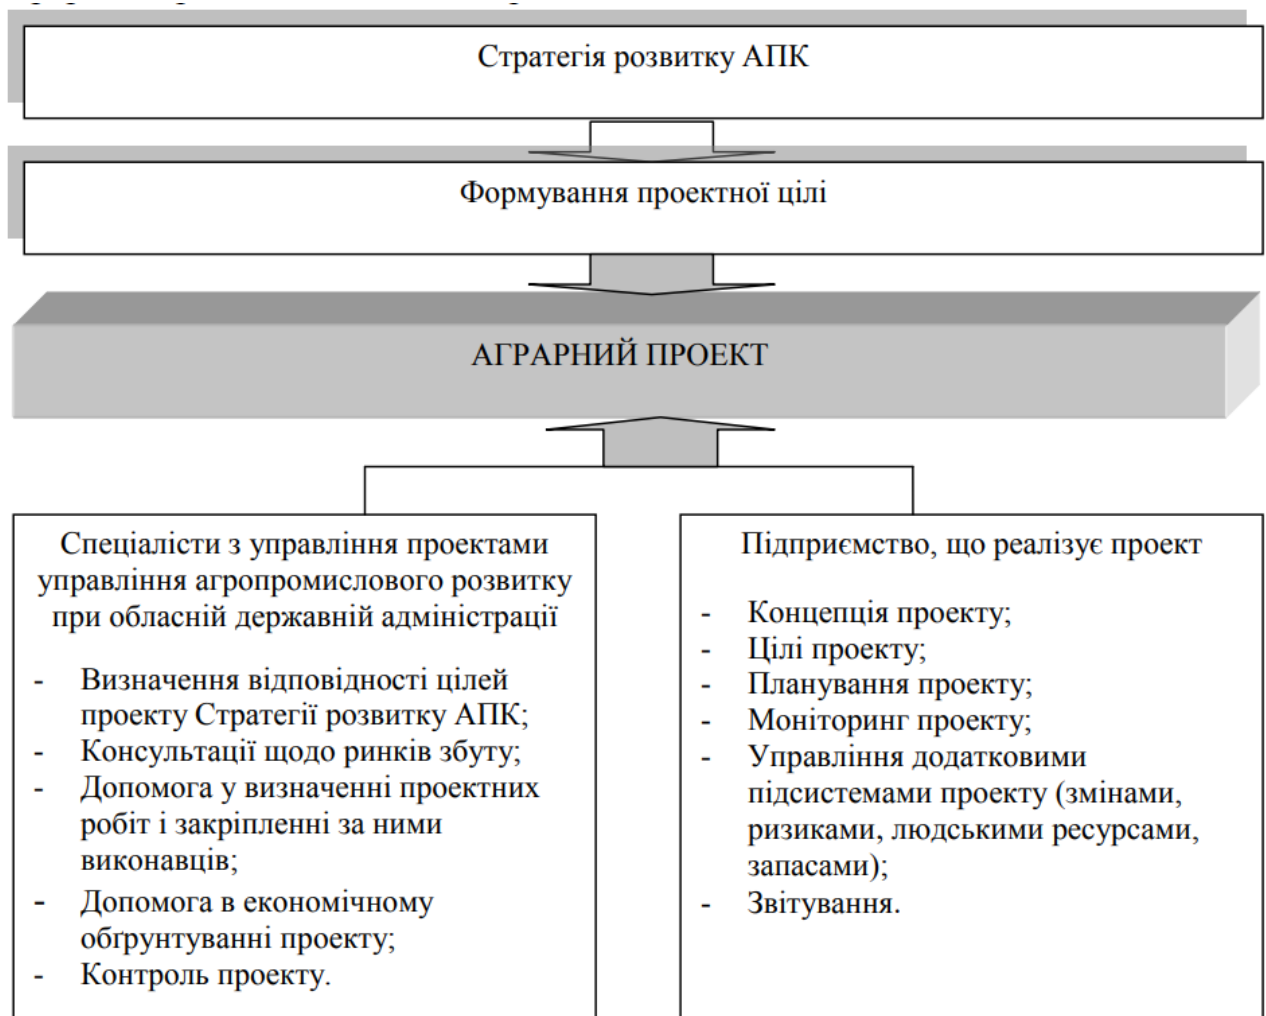 Стратегія розвитку АПК
Формування проектної цілі
АГРАРНИЙ ПРОЕКТ
Спеціалісти з управління проектами
управління агропромислового розвитку
при обласній державній адміністрації
- Визначення відповідності цілей
проекту Стратегії розвитку АПК;
- Консультації щодо ринків збуту;
- Допомога у визначенні проектних
робіт і закріпленні за ними
виконавців;
- Допомога в економічному
обґрунтуванні проекту;
- Контроль проекту.
Підприємство, що реалізує проект
- Концепція проекту;
- Цілі проекту;
- Планування проекту;
- Моніторинг проекту;
- Управління додатковими
підсистемами проекту (змінами,
ризиками, людськими ресурсами,
запасами);
- Звітування.